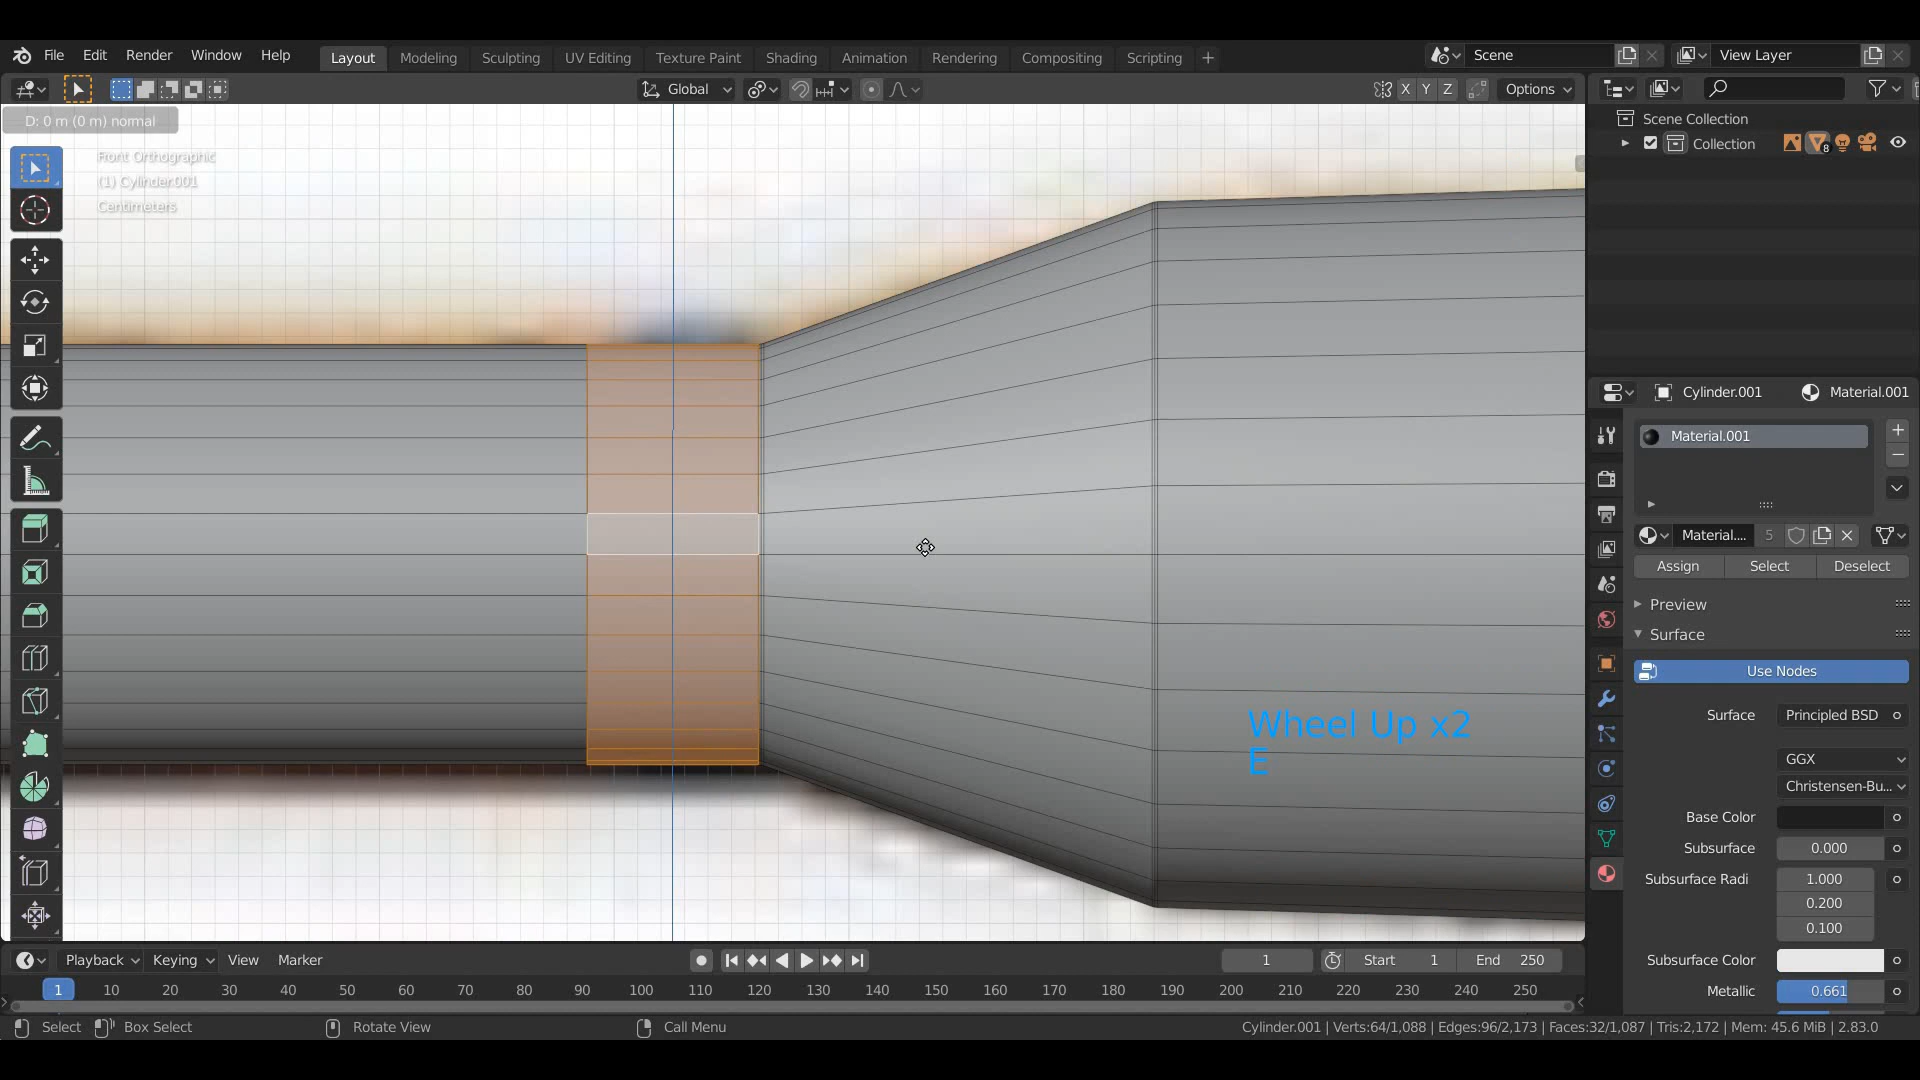 File Edit Render Window Help
Layout Modeling Sculpting UV Editing Texture Paint Shading Animation Rendering Compositing Scripting +
Scene
View Layer
Global
X Y Z
Options
D: 0 m (0 m) normal
Front Orthographic
(1) Cylinder.001
Centimeters
Scene Collection
Collection
8
Cylinder.001
Material.001
Material.001
Material....
5
Assign Select Deselect
Preview
Surface
Use Nodes
Surface Principled BSD
GGX
Christensen-Bu...
Base Color
Subsurface 0.000
Subsurface Radi 1.000
0.200
0.100
Subsurface Color
Metallic 0.661
Wheel Up x2
E
Playback Keying View Marker
1
Start 1
End 250
1 10 20 30 40 50 60 70 80 90 100 110 120 130 140 150 160 170 180 190 200 210 220 230 240 250
Select Box Select Rotate View Call Menu
Cylinder.001 | Verts:64/1,088 | Edges:96/2,173 | Faces:32/1,087 | Tris:2,172 | Mem: 45.6 MiB | 2.83.0